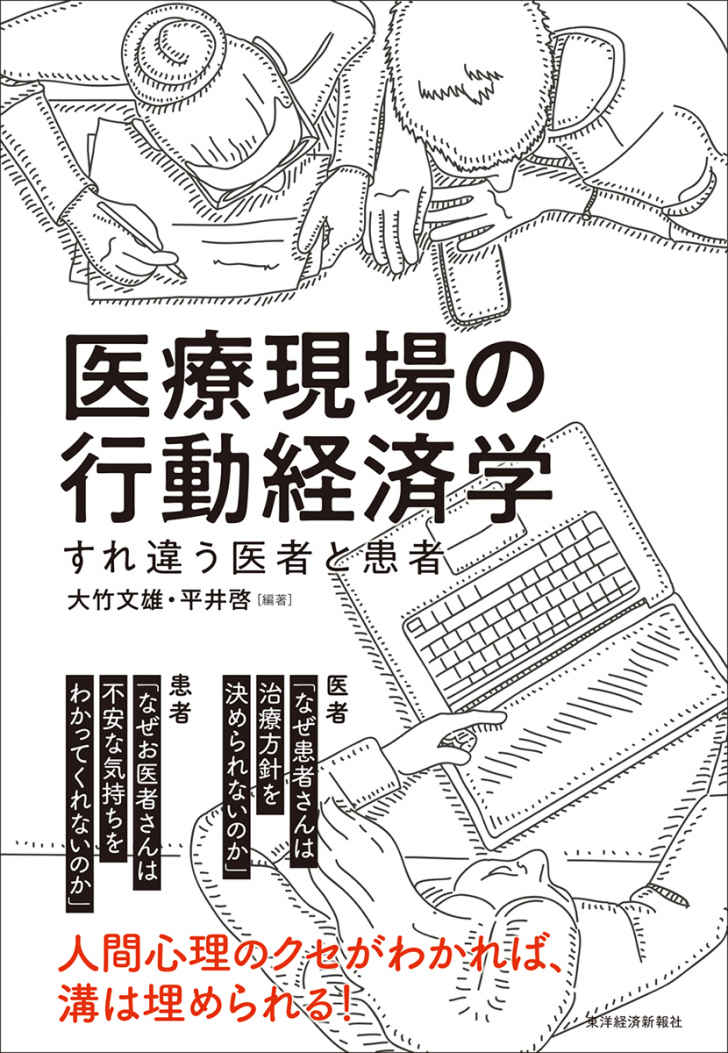 医療現場の
行動経済学
すれ違う医者と患者
大竹文雄・平井啓[編著]
医者
「なぜ患者さんは
治療方針を
決められないのか」
患者
「なぜお医者さんは
不安な気持ちを
わかってくれないのか」
人間心理のクセがわかれば、
溝は埋められる！
東洋経済新報社